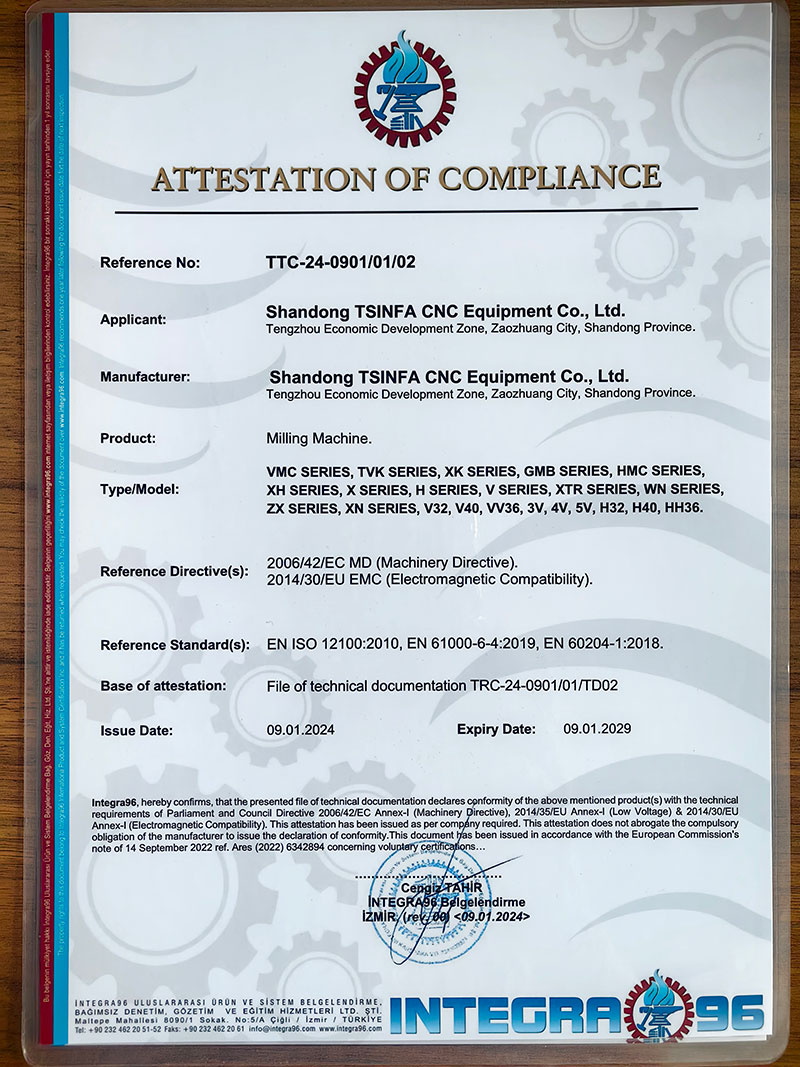 ATTESTATION OF COMPLIANCE
Reference No: TTC-24-0901/01/02
Applicant: Shandong TSINFA CNC Equipment Co., Ltd.
Tengzhou Economic Development Zone, Zaozhuang City, Shandong Province.
Manufacturer: Shandong TSINFA CNC Equipment Co., Ltd.
Tengzhou Economic Development Zone, Zaozhuang City, Shandong Province.
Product: Milling Machine.
Type/Model: VMC SERIES, TVK SERIES, XK SERIES, GMB SERIES, HMC SERIES,
XH SERIES, X SERIES, H SERIES, V SERIES, XTR SERIES, WN SERIES,
ZX SERIES, XN SERIES, V32, V40, VV36, 3V, 4V, 5V, H32, H40, HH36.
Reference Directive(s): 2006/42/EC MD (Machinery Directive).
2014/30/EU EMC (Electromagnetic Compatibility).
Reference Standard(s): EN ISO 12100:2010, EN 61000-6-4:2019, EN 60204-1:2018.
Base of attestation: File of technical documentation TRC-24-0901/01/TD02
Issue Date: 09.01.2024 Expiry Date: 09.01.2029
Integra96, hereby confirms, that the presented file of technical documentation declares conformity of the above mentioned product(s) with the technical
requirements of Parliament and Council Directive 2006/42/EC Annex-I (Machinery Directive), 2014/35/EU Annex-I (Low Voltage) & 2014/30/EU
Annex-I (Electromagnetic Compatibility). This attestation has been issued as per company required. This attestation does not abrogate the compulsory
obligation of the manufacturer to issue the declaration of conformity.This document has been issued in accordance with the European Commission's
note of 14 September 2022 ref. Ares (2022) 6342894 concerning voluntary certifications…
Cengiz TAHİR
İNTEGRA96 Belgelendirme
İZMİR, (rev. 00) <09.01.2024>
İNTEGRA96 ULUSLARARASI ÜRÜN VE SİSTEM BELGELENDİRME,
BAĞIMSIZ DENETİM, GÖZETİM VE EĞİTİM HİZMETLERİ LTD. ŞTİ.
Maltepe Mahallesi 8090/1 Sokak. No:5/A Çiğli / İzmir / TÜRKİYE
Tel: +90 232 462 20 51-52 Faks: +90 232 462 20 61 info@integra96.com www.integra96.com
INTEGRA 96